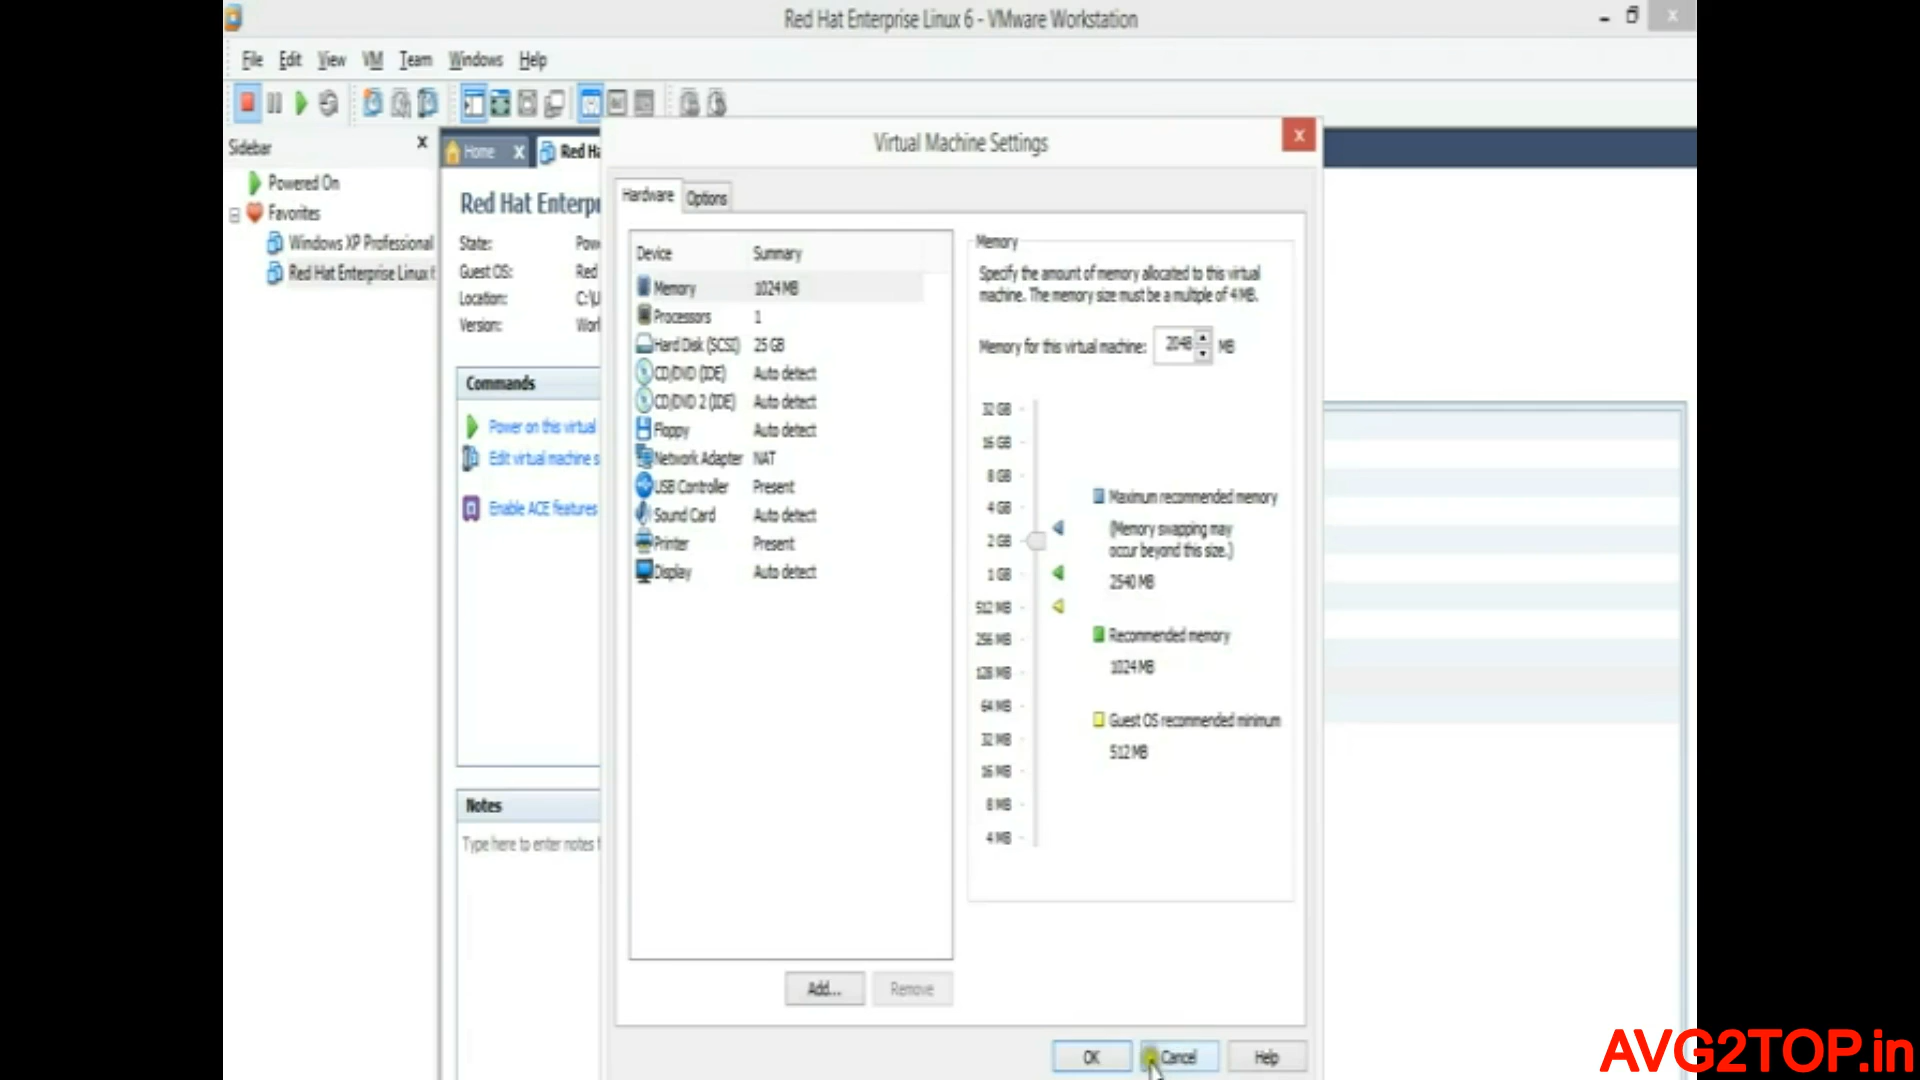 Red Hat Enterprise Linux 6 - VMware Workstation
File Edit View VM Team Windows Help
Sidebar
Powered On
Favorites
Windows XP Professional
Red Hat Enterprise Linux 6
Home
Red Ha
Red Hat Enterpr
State: Pow
Guest OS: Red
Location: C:\U
Version: Worl
Commands
Power on this virtual
Edit virtual machine s
Enable ACE features
Notes
Type here to enter notes f
Virtual Machine Settings
Hardware Options
Device Summary
Memory 1024 MB
Processors 1
Hard Disk (SCSI) 25 GB
CD/DVD (IDE) Auto detect
CD/DVD 2 (IDE) Auto detect
Floppy Auto detect
Network Adapter NAT
USB Controller Present
Sound Card Auto detect
Printer Present
Display Auto detect
Add... Remove
Memory
Specify the amount of memory allocated to this virtual
machine. The memory size must be a multiple of 4 MB.
Memory for this virtual machine: 2048 MB
32 GB
16 GB
8 GB
4 GB
2 GB
1 GB
512 MB
256 MB
128 MB
64 MB
32 MB
16 MB
8 MB
4 MB
Maximum recommended memory
(Memory swapping may
occur beyond this size.)
2540 MB
Recommended memory
1024 MB
Guest OS recommended minimum
512 MB
OK Cancel Help
AVG2TOP.in